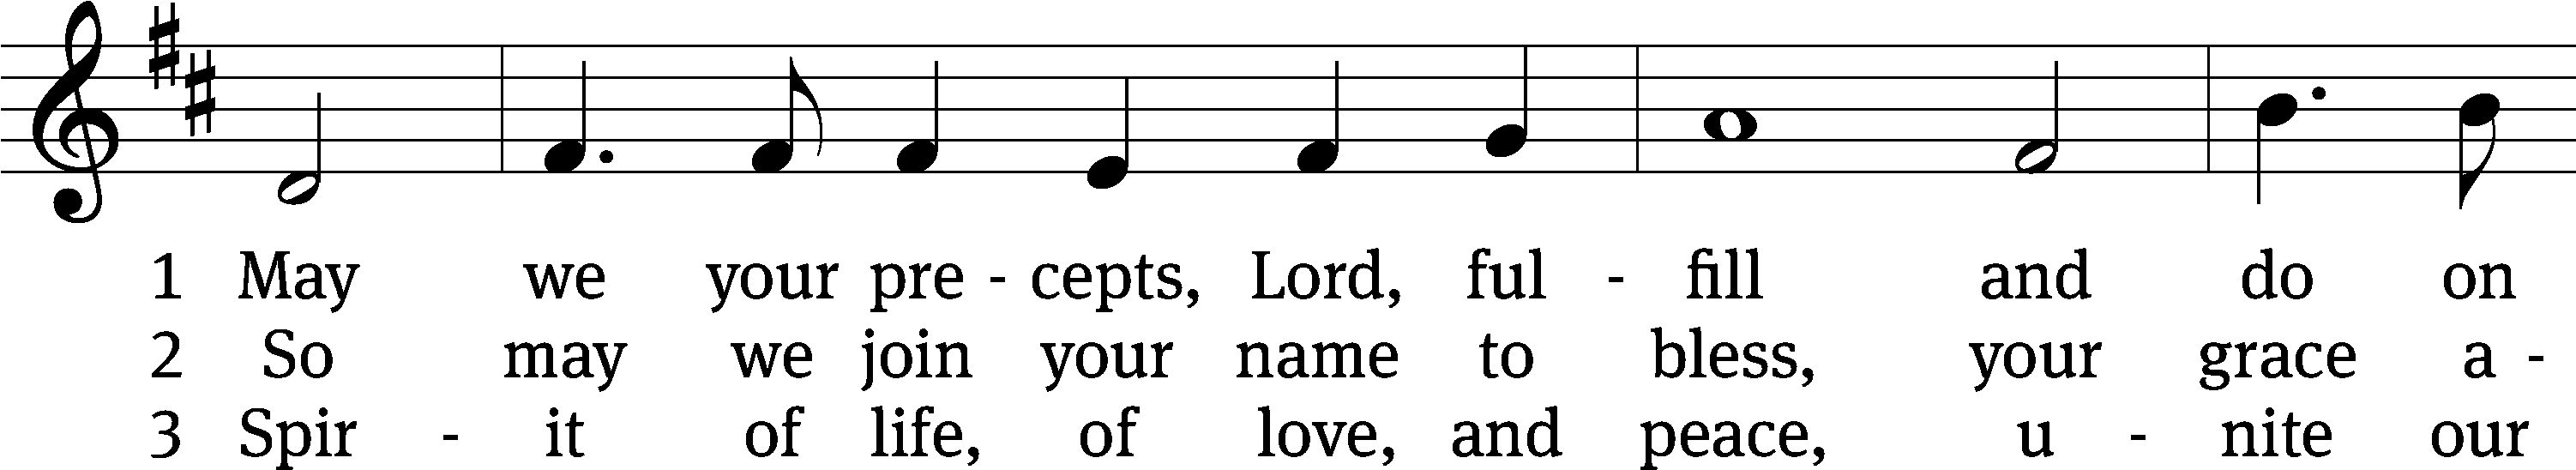 1 May we your pre - cepts, Lord, ful - fill and do on
2 So may we join your name to bless, your grace a -
3 Spir - it of life, of love, and peace, u - nite our